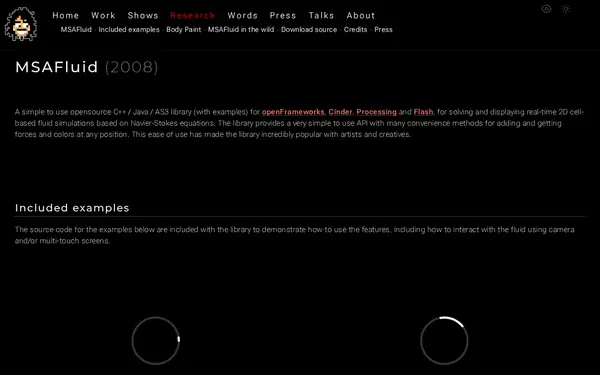 Home Work Shows Research Words Press Talks About
MSAFluid · Included examples · Body Paint · MSAFluid in the wild · Download source · Credits · Press
MSAFluid (2008)
A simple to use opensource C++ / Java / AS3 library (with examples) for openFrameworks, Cinder, Processing and Flash, for solving and displaying real-time 2D cell-
based fluid simulations based on Navier-Stokes equations. The library provides a very simple to use API with many convenience methods for adding and getting
forces and colors at any position. This ease of use has made the library incredibly popular with artists and creatives.
Included examples
The source code for the examples below are included with the library to demonstrate how to use the features, including how to interact with the fluid using camera
and/or multi-touch screens.